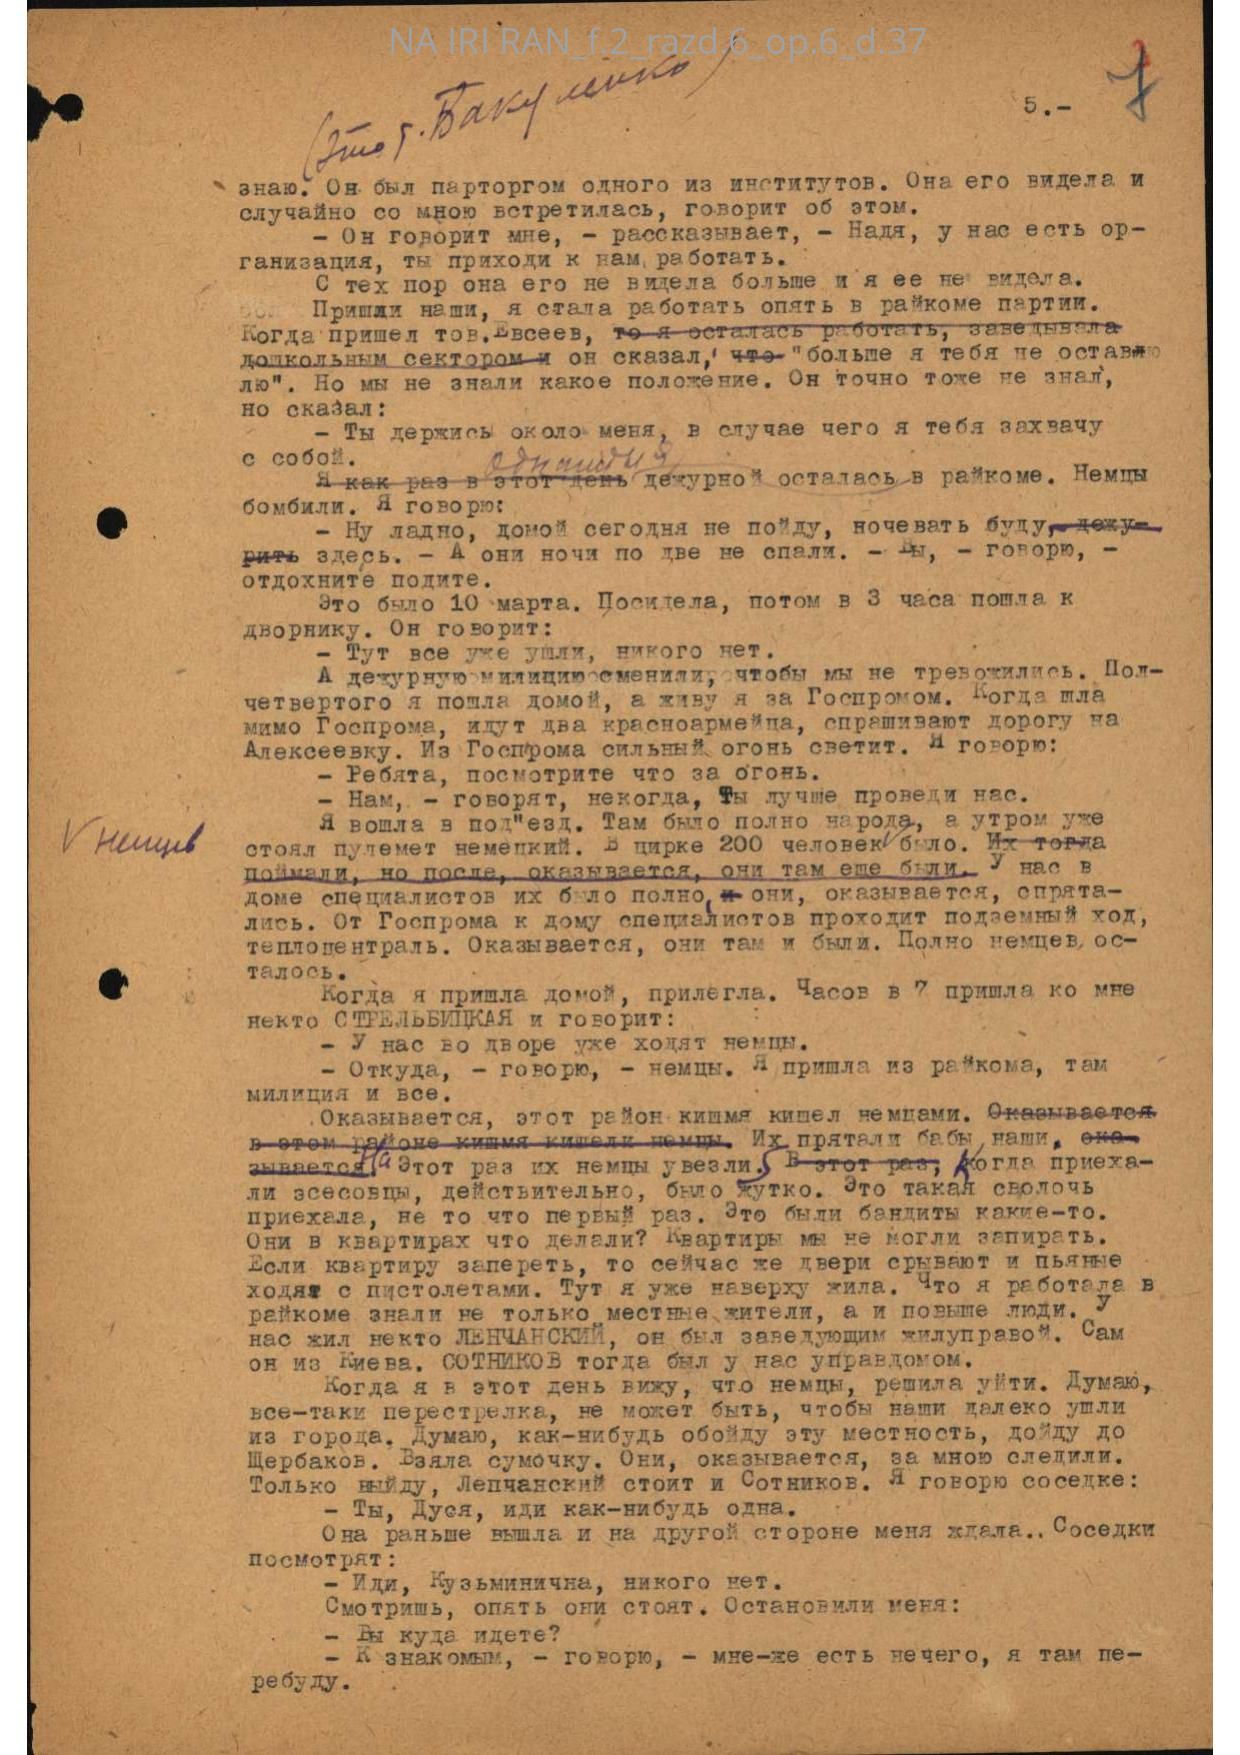 NA IRI RAN_f.2_razd.6_op.6_d.37
7
(Это т. Бакуленко)
5.-
знаю. Он был парторгом одного из институтов. Она его видела и
случайно со мною встретилась, говорит об этом.
- Он говорит мне, - рассказывает, - Надя, у нас есть ор-
ганизация, ты приходи к нам работать.
С тех пор она его не видела больше и я ее не видела.
Пришли наши, я стала работать опять в райкоме партии.
Когда пришел тов.Евсеев, то я осталась работать, заведывала
дошкольным сектором и он сказал, что "больше я тебя не оставлю
лю". Но мы не знали какое положение. Он точно тоже не знал,
но сказал:
- Ты держись около меня, в случае чего я тебя захвачу
с собой.
однажды я
Я как раз в этот день дежурной осталась в райкоме. Немцы
бомбили. Я говорю:
- Ну ладно, домой сегодня не пойду, ночевать буду, дежу-
рить здесь. - А они ночи по две не спали. - Вы, - говорю, -
отдохните подите.
Это было 10 марта. Посидела, потом в 3 часа пошла к
дворнику. Он говорит:
- Тут все уже ушли, никого нет.
А дежурную милицию сменили, чтобы мы не тревожились. Пол-
четвертого я пошла домой, а живу я за Госпромом. Когда шла
мимо Госпрома, идут два красноармейца, спрашивают дорогу на
Алексеевку. Из Госпрома сильный огонь светит. Я говорю:
- Ребята, посмотрите что за огонь.
- Нам, - говорят, некогда, Ты лучше проведи нас.
Я вошла в под"езд. Там было полно народа, а утром уже
V немцев
стоял пулемет немецкий. В цирке 200 человек V было. Их тогда
поймали, но после, оказывается, они там еще были. У нас в
доме специалистов их было полно, и они, оказывается, спрята-
лись. От Госпрома к дому специалистов проходит подземный ход,
теплоцентраль. Оказывается, они там и были. Полно немцев ос-
талось.
Когда я пришла домой, прилегла. Часов в 7 пришла ко мне
некто СТРЕЛЬБИЦКАЯ и говорит:
- У нас во дворе уже ходят немцы.
- Откуда, - говорю, - немцы. Я пришла из райкома, там
милиция и все.
Оказывается, этот район кишмя кишел немцами. Оказывается
в этом районе кишмя кишели немцы. Их прятали бабы наши, ока-
зывается. На Этот раз их немцы увезли. В этот раз, Когда приеха-
ли эсесовцы, действительно, было жутко. Это такая сволочь
приехала, не то что первый раз. Это были бандиты какие-то.
Они в квартирах что делали? Квартиры мы не могли запирать.
Если квартиру запереть, то сейчас же двери срывают и пьяные
ходят с пистолетами. Тут я уже наверху жила. Что я работала в
райкоме знали не только местные жители, а и повыше люди. У
нас жил некто ЛЕНЧАНСКИЙ, он был заведующим жилуправой. Сам
он из Киева. СОТНИКОВ тогда был у нас управдомом.
Когда я в этот день вижу, что немцы, решила уйти. Думаю,
все-таки перестрелка, не может быть, чтобы наши далеко ушли
из города. Думаю, как-нибудь обойду эту местность, дойду до
Щербаков. Взяла сумочку. Они, оказывается, за мною следили.
Только выйду, Лепчанский стоит и Сотников. Я говорю соседке:
- Ты, Дуся, иди как-нибудь одна.
Она раньше вышла и на другой стороне меня ждала.. Соседки
посмотрят:
- Иди, Кузьминична, никого нет.
Смотришь, опять они стоят. Остановили меня:
- Вы куда идете?
- К знакомым, - говорю, - мне-же есть нечего, я там пе-
ребуду.